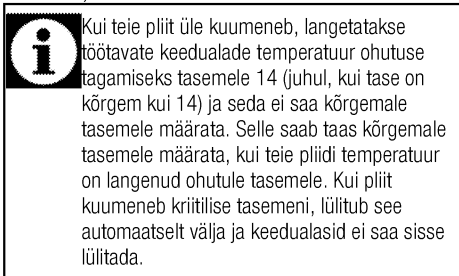 Kui teie pliit üle kuumeneb, langetatakse
töötavate keedualade temperatuur ohutuse
tagamiseks tasemele 14 (juhul, kui tase on
kõrgem kui 14) ja seda ei saa kõrgemale
tasemele määrata. Selle saab taas kõrgemale
tasemele määrata, kui teie pliidi temperatuur
on langenud ohutule tasemele. Kui pliit
kuumeneb kriitilise tasemeni, lülitub see
automaatselt välja ja keedualasid ei saa sisse
lülitada.